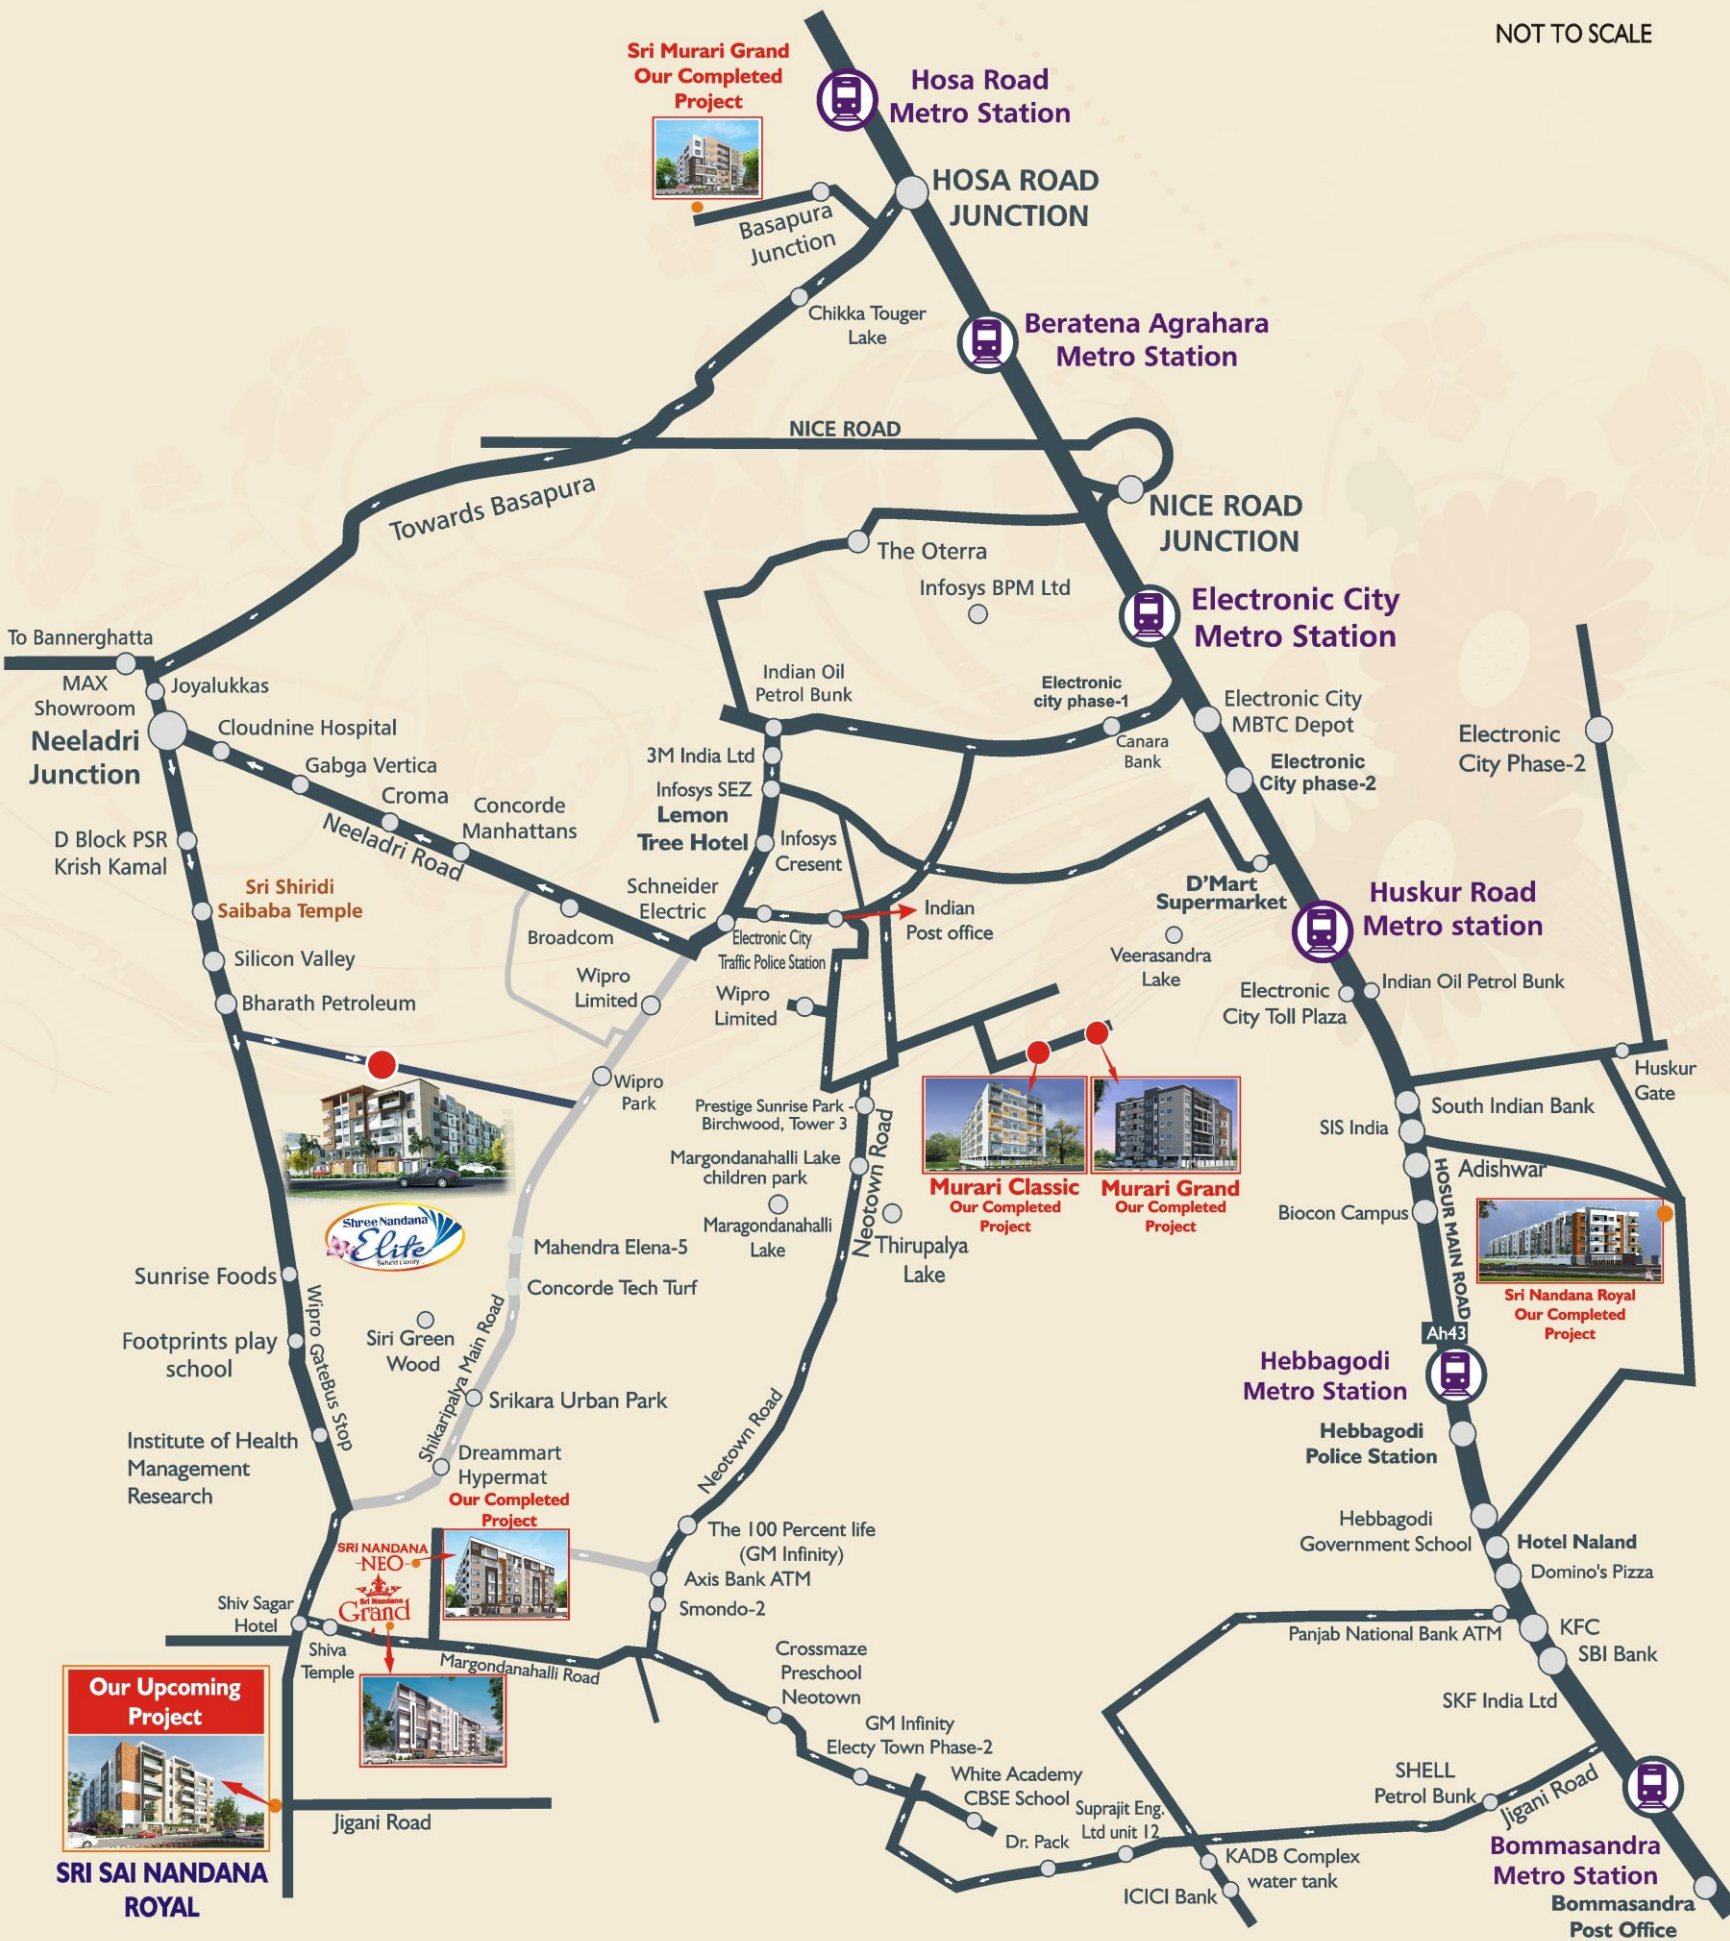 NOT TO SCALE
Sri Murari Grand
Our Completed
Project
Hosa Road
Metro Station
HOSA ROAD
JUNCTION
Basapura
Junction
Chikka Touger
Lake
Beratena Agrahara
Metro Station
NICE ROAD
Towards Basapura
NICE ROAD
JUNCTION
The Oterra
Infosys BPM Ltd
Electronic City
Metro Station
To Bannerghatta
MAX
Showroom
Joyalukkas
Neeladri
Junction
Cloudnine Hospital
Gabga Vertica
Croma
Concorde
Manhattans
Neeladri Road
Indian Oil
Petrol Bunk
Electronic
city phase-1
Canara
Bank
Electronic City
MBTC Depot
Electronic
City phase-2
Electronic
City Phase-2
3M India Ltd
Infosys SEZ
Lemon
Tree Hotel
Infosys
Cresent
D Block PSR
Krish Kamal
Sri Shiridi
Saibaba Temple
Schneider
Electric
Broadcom
Electronic City
Traffic Police Station
Indian
Post office
D'Mart
Supermarket
Huskur Road
Metro station
Veerasandra
Lake
Silicon Valley
Bharath Petroleum
Wipro
Limited
Wipro
Limited
Electronic
City Toll Plaza
Indian Oil Petrol Bunk
Huskur
Gate
Wipro
Park
Prestige Sunrise Park -
Birchwood, Tower 3
Neotown Road
Margondanahalli Lake
children park
Maragondanahalli
Lake
Thirupalya
Lake
Murari Classic
Our Completed
Project
Murari Grand
Our Completed
Project
South Indian Bank
SIS India
Adishwar
HOSUR MAIN ROAD
Biocon Campus
Sri Nandana Royal
Our Completed
Project
Ah43
Shree Nandana
Elite
Behind Luxury...
Mahendra Elena-5
Concorde Tech Turf
Sunrise Foods
Wipro GateBus Stop
Footprints play
school
Siri Green
Wood
Shikaripalya Main Road
Srikara Urban Park
Hebbagodi
Metro Station
Hebbagodi
Police Station
Institute of Health
Management
Research
Dreammart
Hypermat
Our Completed
Project
Neotown Road
Hebbagodi
Government School
Hotel Naland
Domino's Pizza
SRI NANDANA
-NEO-
Sri Nandana
Grand
The 100 Percent life
(GM Infinity)
Axis Bank ATM
Smondo-2
Shiv Sagar
Hotel
Shiva
Temple
Margondanahalli Road
Panjab National Bank ATM
KFC
SBI Bank
SKF India Ltd
Crossmaze
Preschool
Neotown
GM Infinity
Electy Town Phase-2
White Academy
CBSE School
Suprajit Eng.
Ltd unit 12
Dr. Pack
SHELL
Petrol Bunk
Jigani Road
Our Upcoming
Project
SRI SAI NANDANA
ROYAL
Jigani Road
KADB Complex
water tank
ICICI Bank
Bommasandra
Metro Station
Bommasandra
Post Office